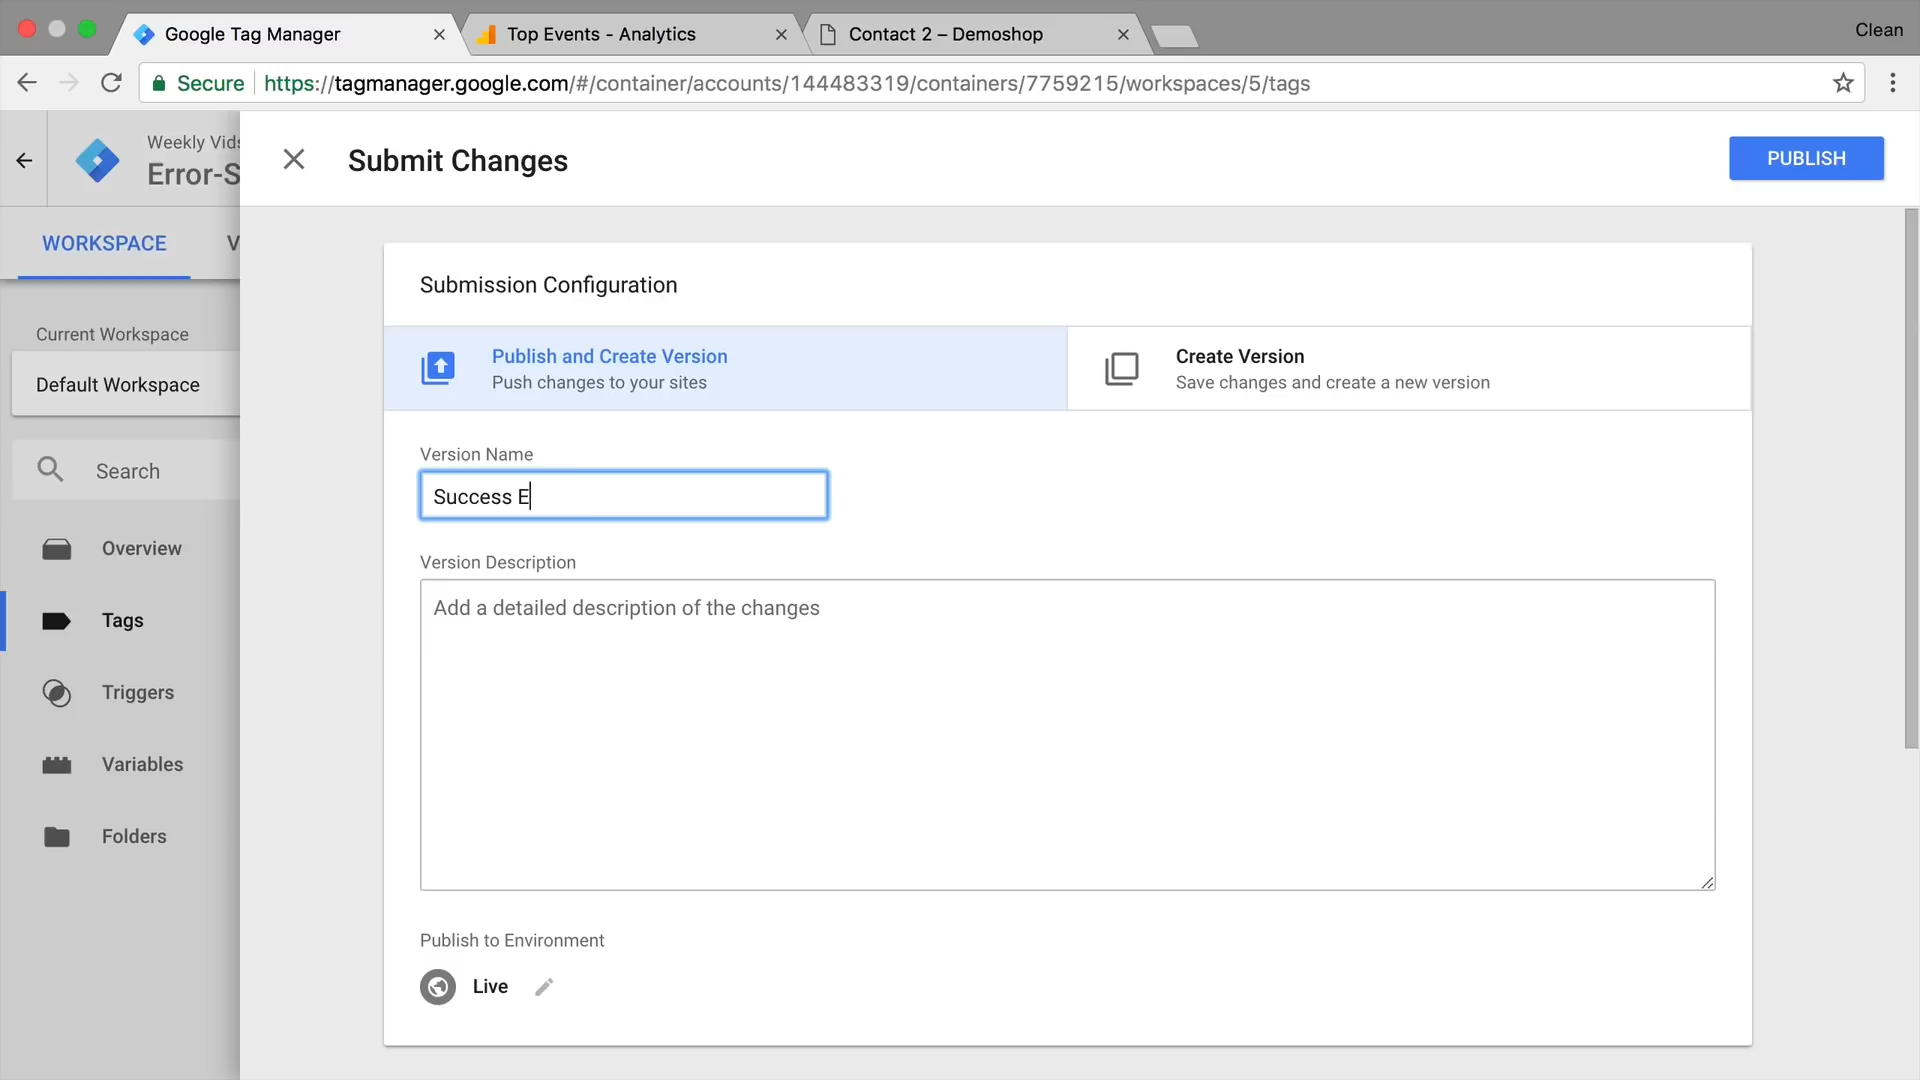 Google Tag Manager
Top Events - Analytics
Contact 2 – Demoshop
Clean
Secure
https://tagmanager.google.com/#/container/accounts/144483319/containers/7759215/workspaces/5/tags
Weekly Vids
Error-S
Submit Changes
PUBLISH
WORKSPACE
V
Submission Configuration
Publish and Create Version
Push changes to your sites
Create Version
Save changes and create a new version
Current Workspace
Default Workspace
Search
Overview
Tags
Triggers
Variables
Folders
Version Name
Success E
Version Description
Add a detailed description of the changes
Publish to Environment
Live